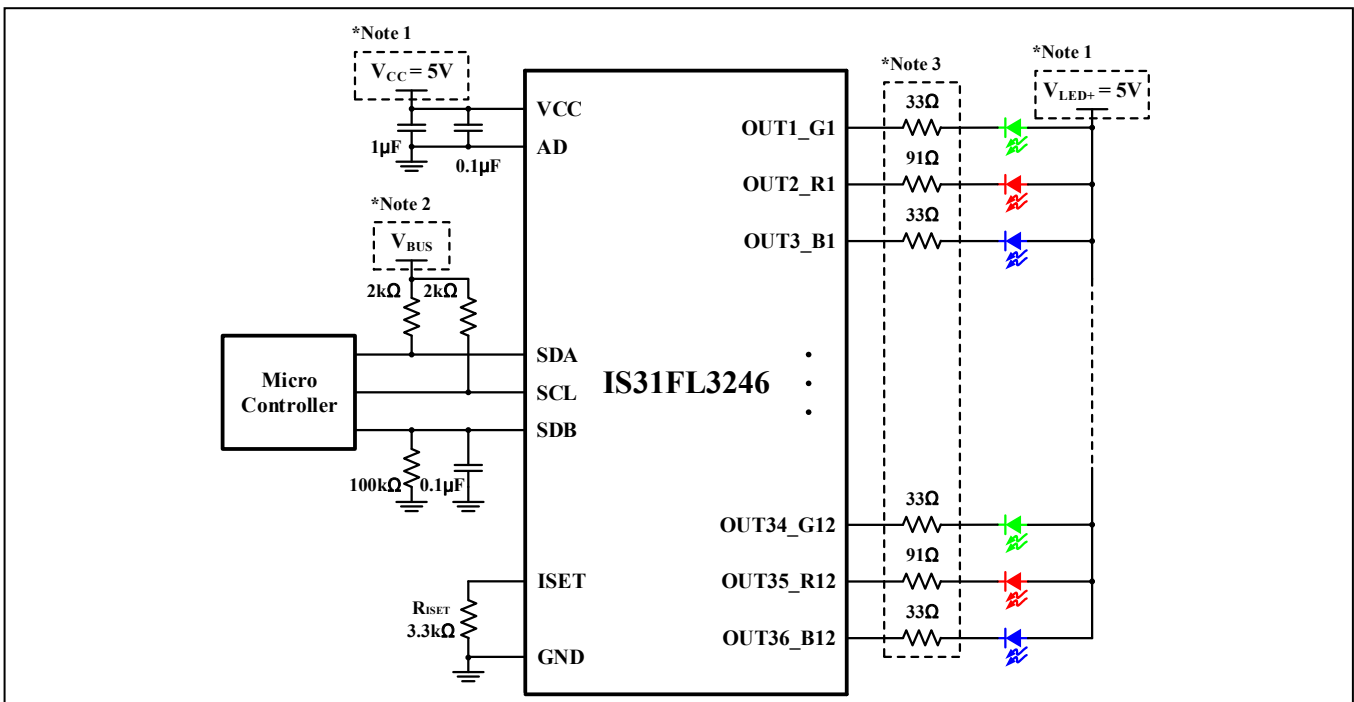 *Note 1
VCC = 5V
1µF
0.1µF
VCC
AD
*Note 2
VBUS
2kΩ
2kΩ
Micro
Controller
SDA
SCL
SDB
100kΩ
0.1µF
RISET
3.3kΩ
ISET
GND
IS31FL3246
OUT1_G1
OUT2_R1
OUT3_B1
OUT34_G12
OUT35_R12
OUT36_B12
*Note 3
33Ω
91Ω
33Ω
33Ω
91Ω
33Ω
*Note 1
VLED+ = 5V